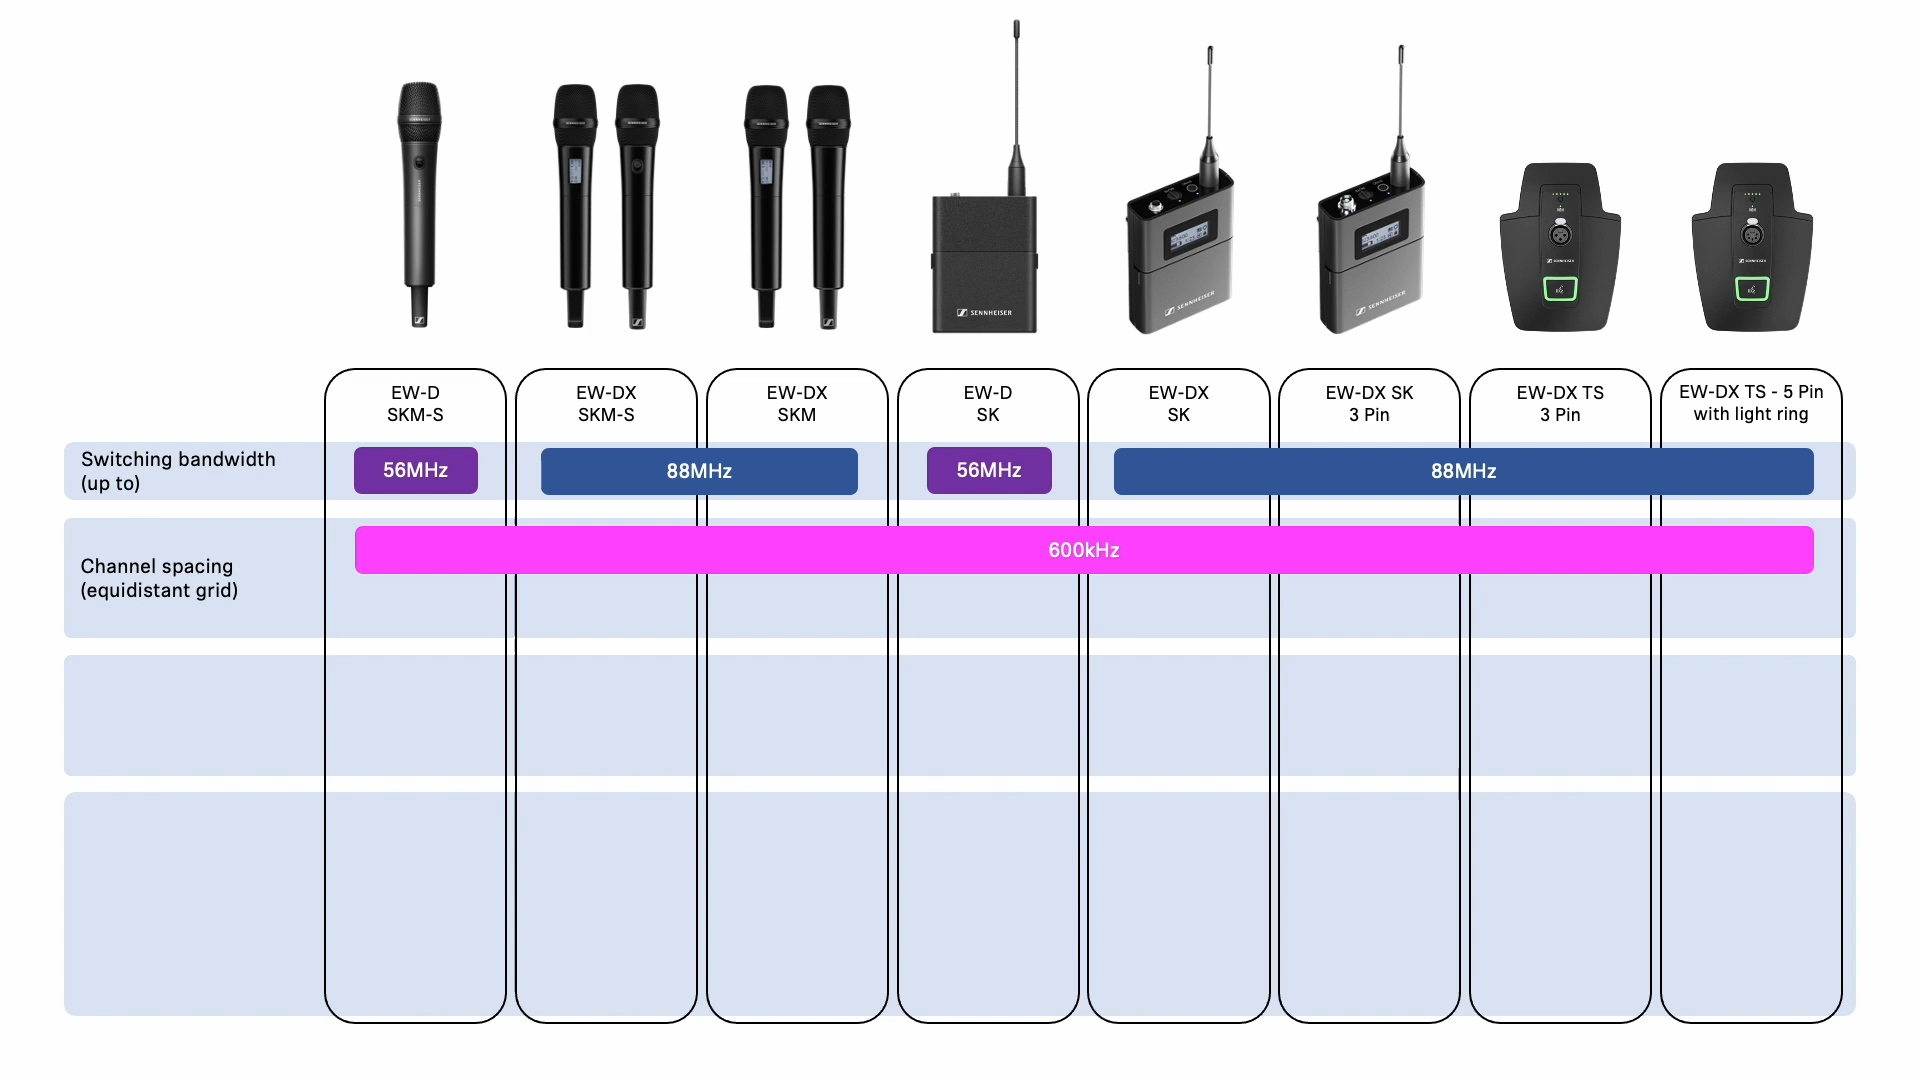 SENNHEISER
SENNHEISER
SENNHEISER
EW-D
SKM-S
EW-DX
SKM-S
EW-DX
SKM
EW-D
SK
EW-DX
SK
EW-DX SK
3 Pin
EW-DX TS
3 Pin
EW-DX TS - 5 Pin
with light ring
Switching bandwidth
(up to)
56MHz
88MHz
56MHz
88MHz
Channel spacing
(equidistant grid)
600kHz